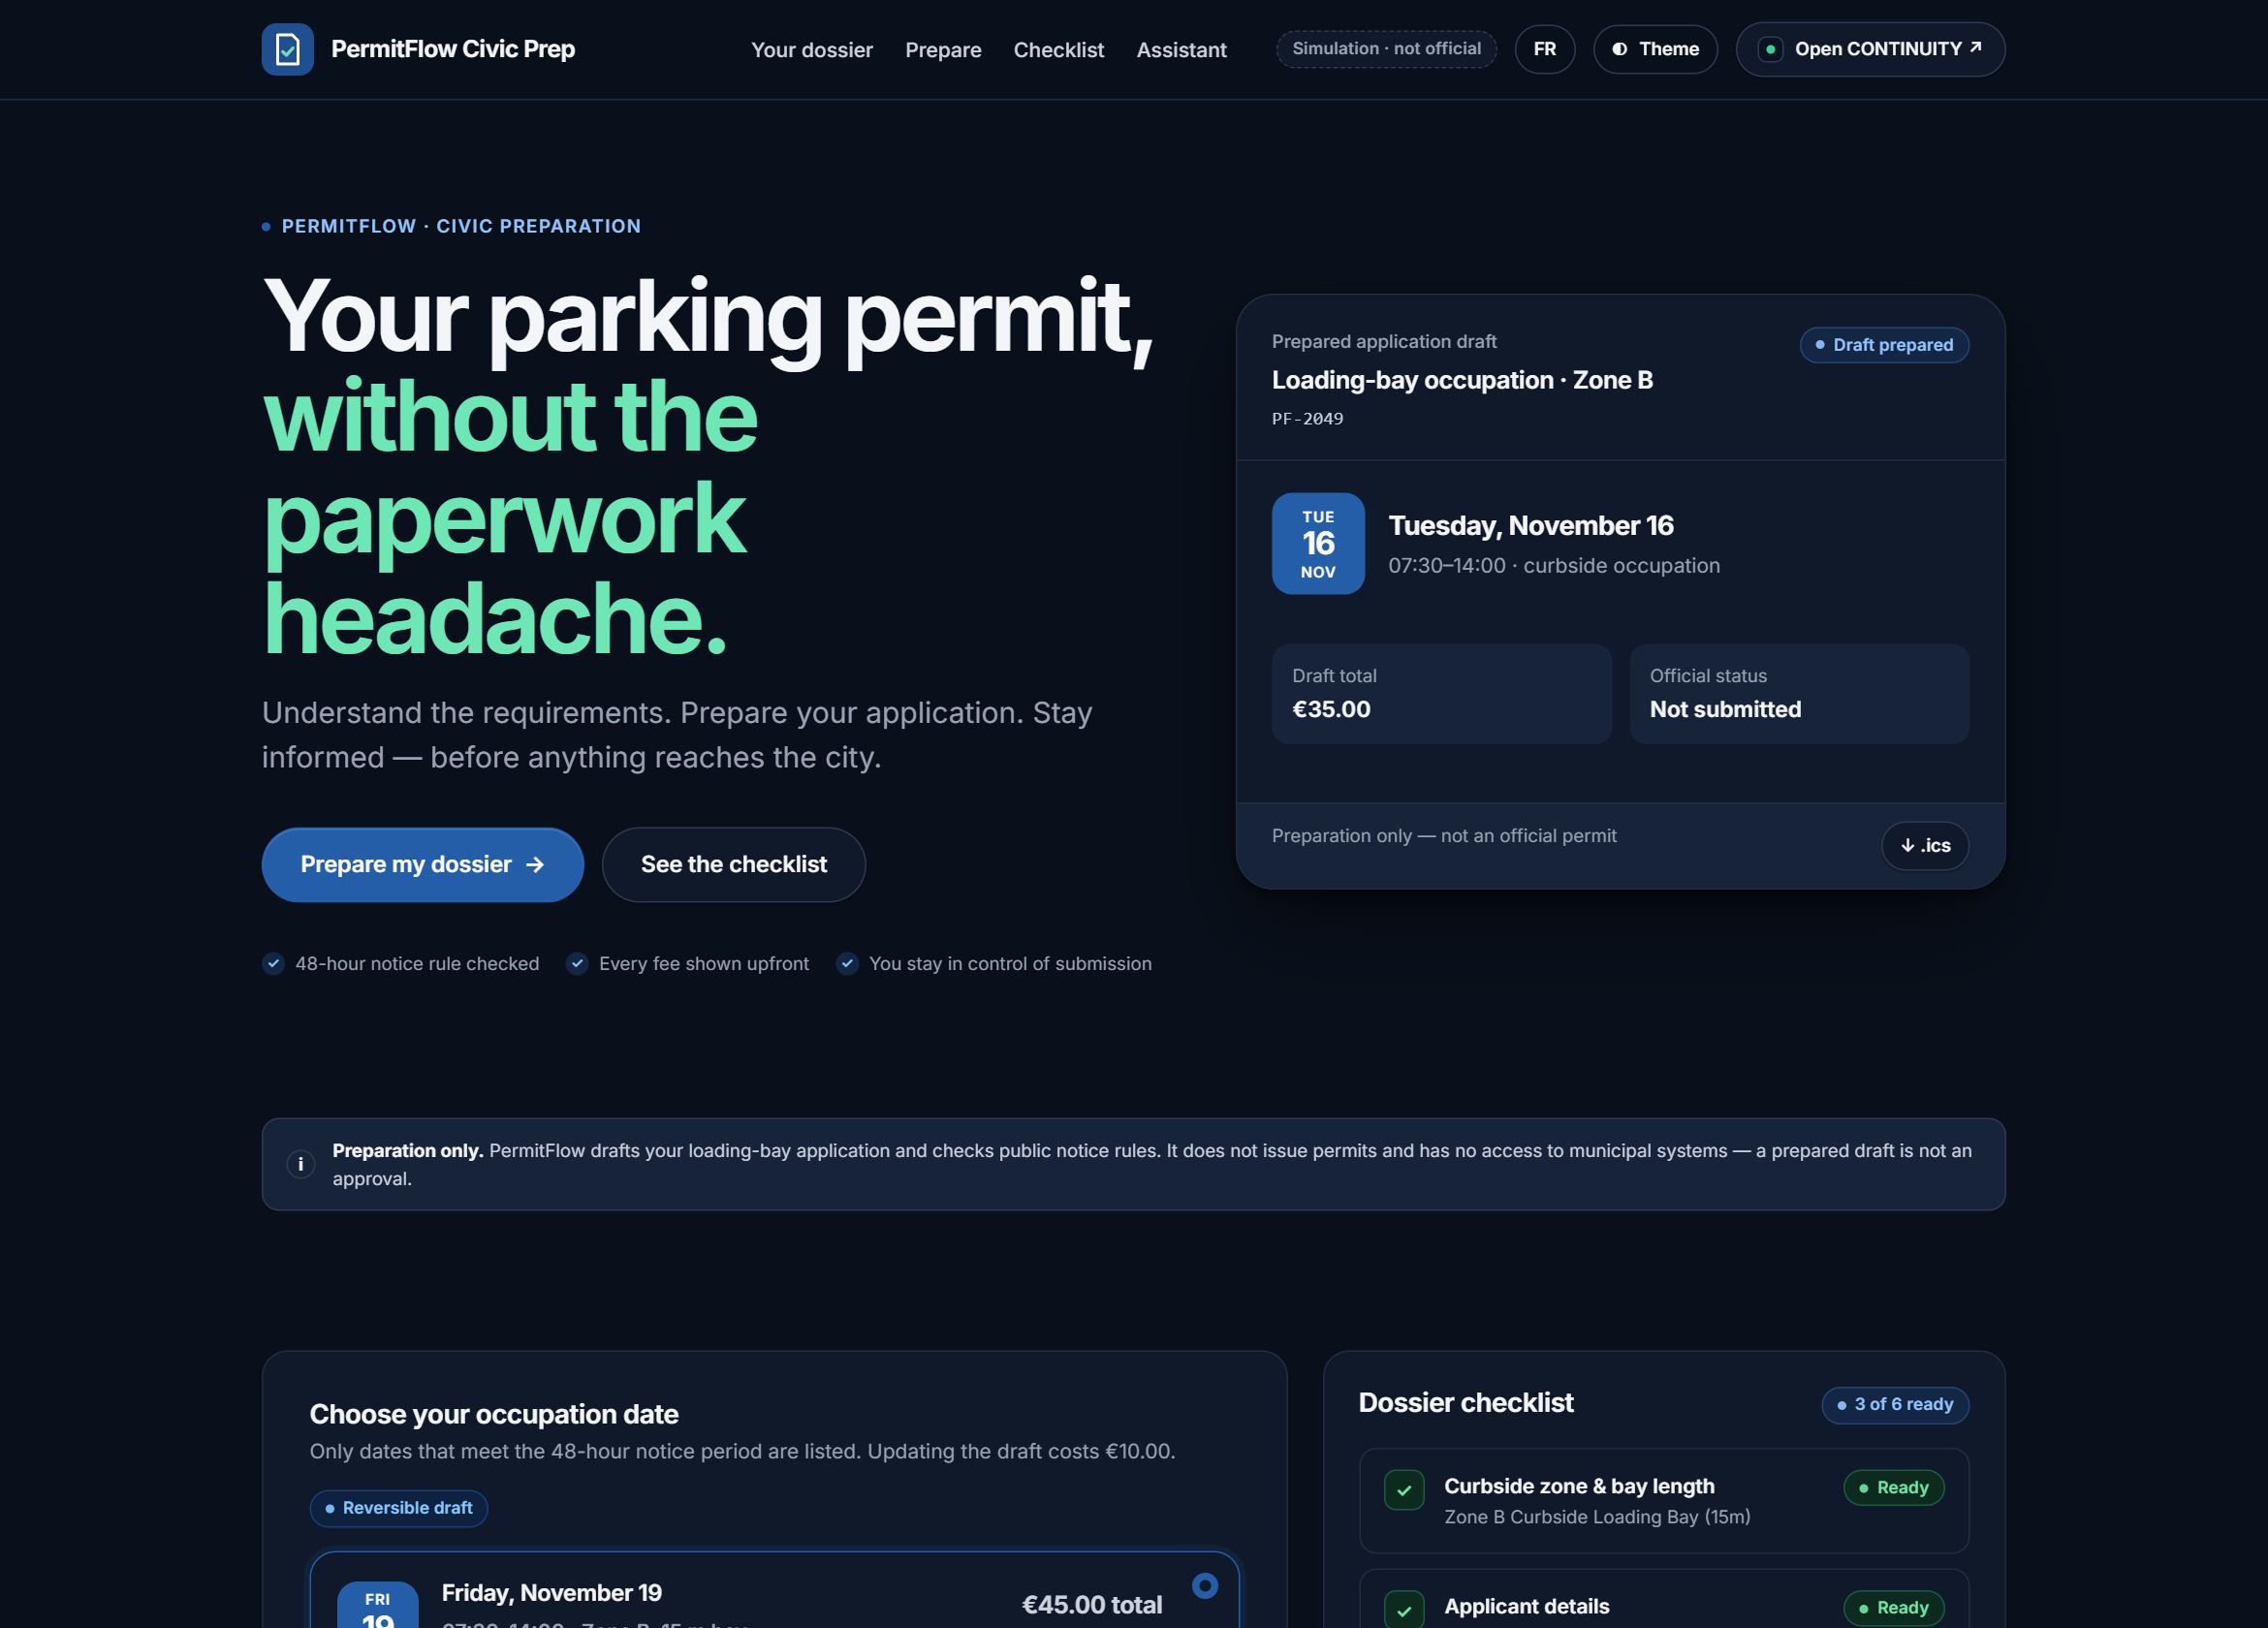 PermitFlow Civic Prep
Your dossier
Prepare
Checklist
Assistant
Simulation · not official
FR
Theme
Open CONTINUITY ↗
PERMITFLOW · CIVIC PREPARATION
Your parking permit,
without the
paperwork
headache.
Understand the requirements. Prepare your application. Stay
informed — before anything reaches the city.
Prepare my dossier →
See the checklist
48-hour notice rule checked
Every fee shown upfront
You stay in control of submission
Prepared application draft
Draft prepared
Loading-bay occupation · Zone B
PF-2049
TUE
16
NOV
Tuesday, November 16
07:30–14:00 · curbside occupation
Draft total
€35.00
Official status
Not submitted
Preparation only — not an official permit
↓ .ics
i
Preparation only. PermitFlow drafts your loading-bay application and checks public notice rules. It does not issue permits and has no access to municipal systems — a prepared draft is not an
approval.
Choose your occupation date
Only dates that meet the 48-hour notice period are listed. Updating the draft costs €10.00.
Reversible draft
FRI
19
Friday, November 19
€45.00 total
Dossier checklist
3 of 6 ready
Curbside zone & bay length
Ready
Zone B Curbside Loading Bay (15m)
Applicant details
Ready